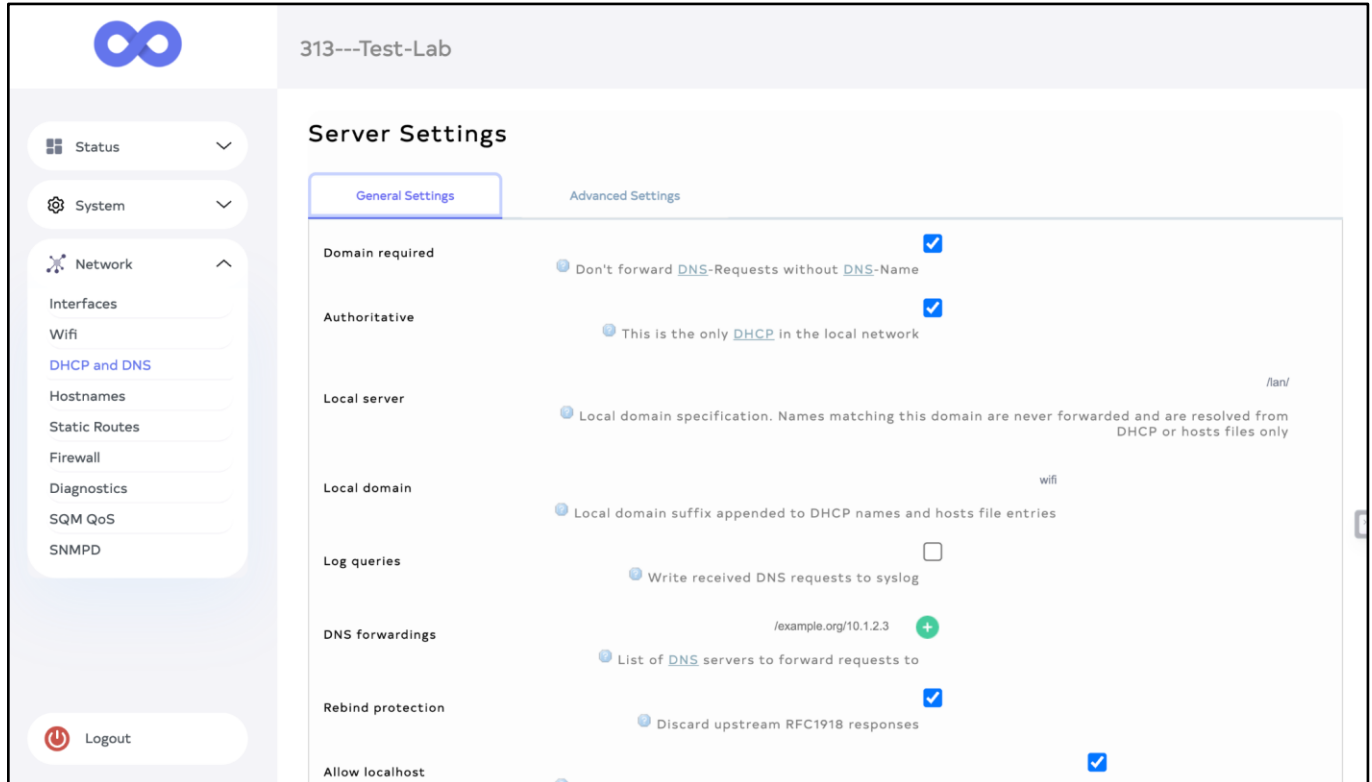 313---Test-Lab
Status
System
Network
Interfaces
Wifi
DHCP and DNS
Hostnames
Static Routes
Firewall
Diagnostics
SQM QoS
SNMPD
Logout
Server Settings
General Settings
Advanced Settings
Domain required
Don't forward DNS-Requests without DNS-Name
Authoritative
This is the only DHCP in the local network
Local server
/lan/
Local domain specification. Names matching this domain are never forwarded and are resolved from
DHCP or hosts files only
Local domain
wifi
Local domain suffix appended to DHCP names and hosts file entries
Log queries
Write received DNS requests to syslog
DNS forwardings
/example.org/10.1.2.3
List of DNS servers to forward requests to
Rebind protection
Discard upstream RFC1918 responses
Allow localhost